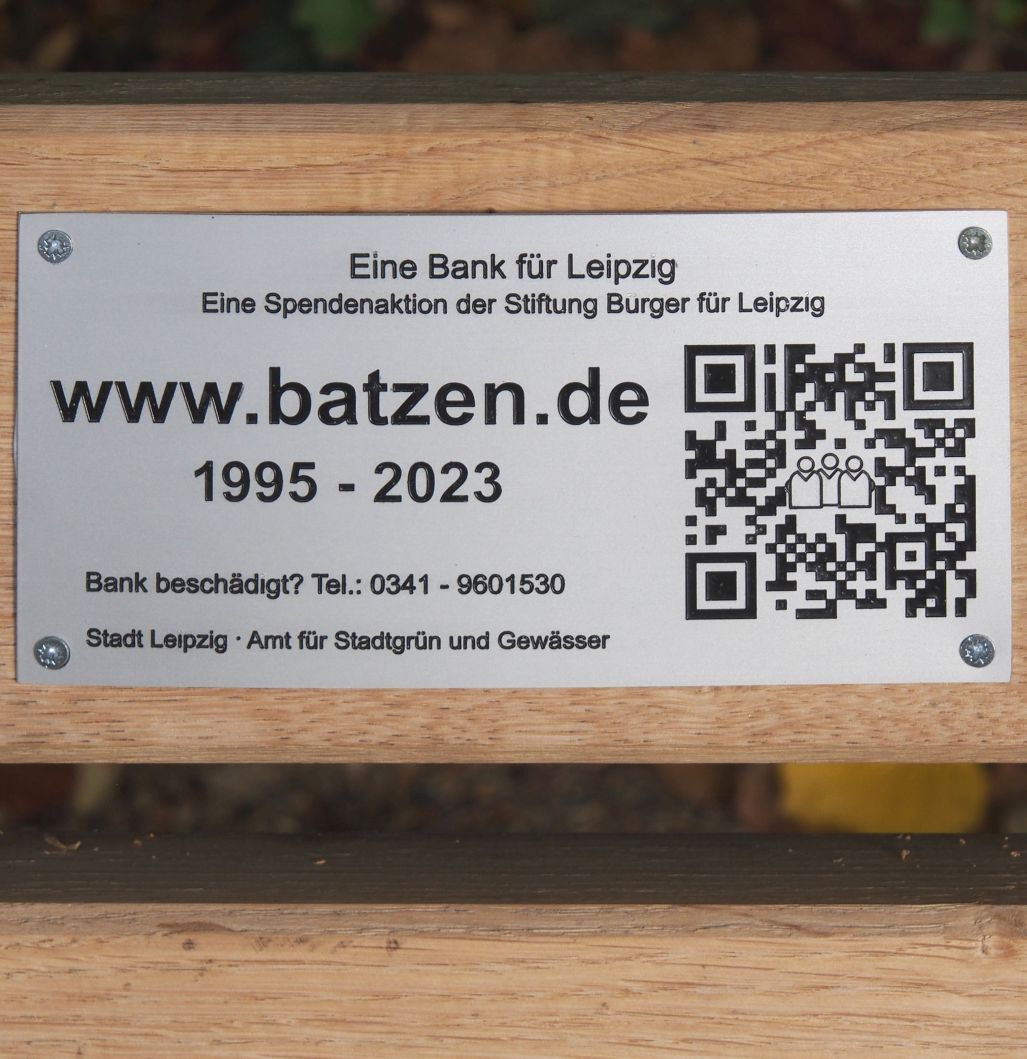 Eine Bank für Leipzig
Eine Spendenaktion der Stiftung Bürger für Leipzig
www.batzen.de
1995 - 2023
Bank beschädigt? Tel.: 0341 - 9601530
Stadt Leipzig · Amt für Stadtgrün und Gewässer